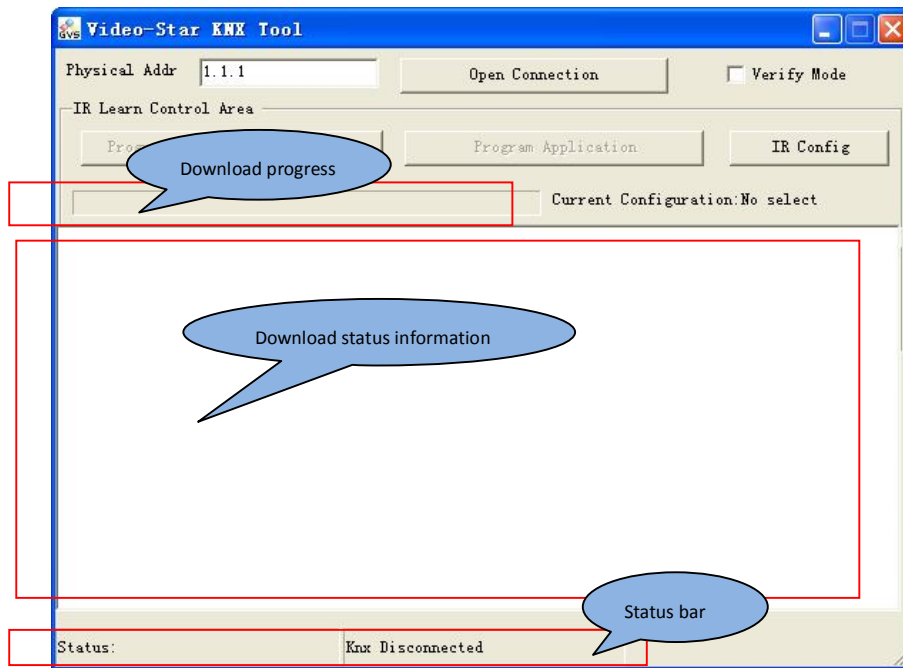 GVS Video-Star KNX Tool
Physical Addr 1.1.1 Open Connection Verify Mode
IR Learn Control Area
Program Application IR Config
Download progress
Current Configuration:No select
Download status information
Status bar
Status: Knx Disconnected